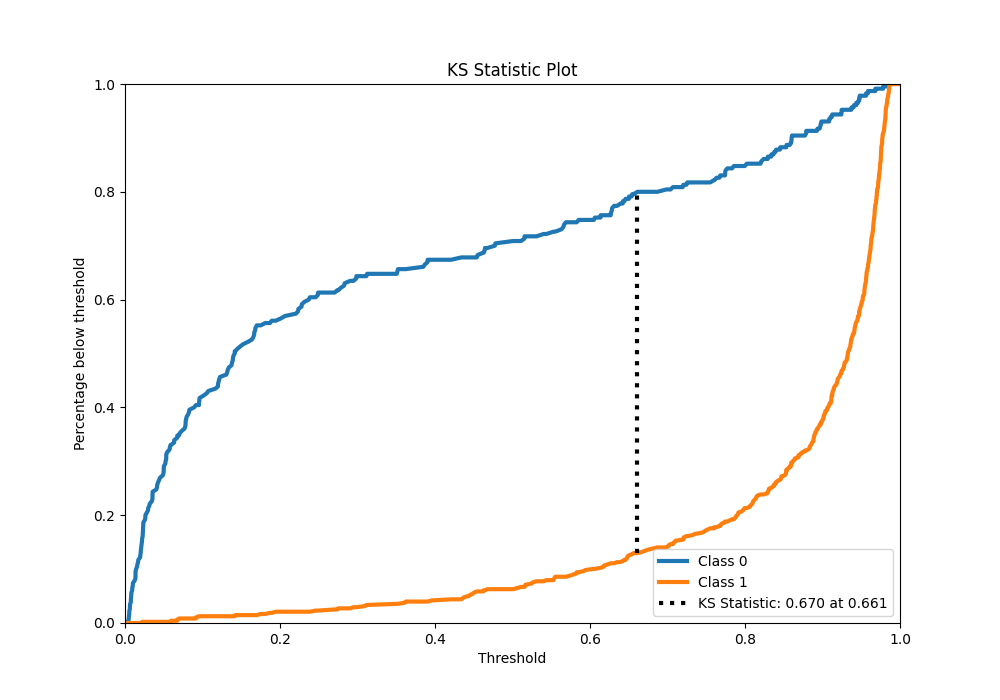 KS Statistic Plot
1.0
0.8
0.6
0.4
0.2
0.0
Percentage below threshold
0.0 0.2 0.4 0.6 0.8 1.0
Threshold
Class 0
Class 1
KS Statistic: 0.670 at 0.661